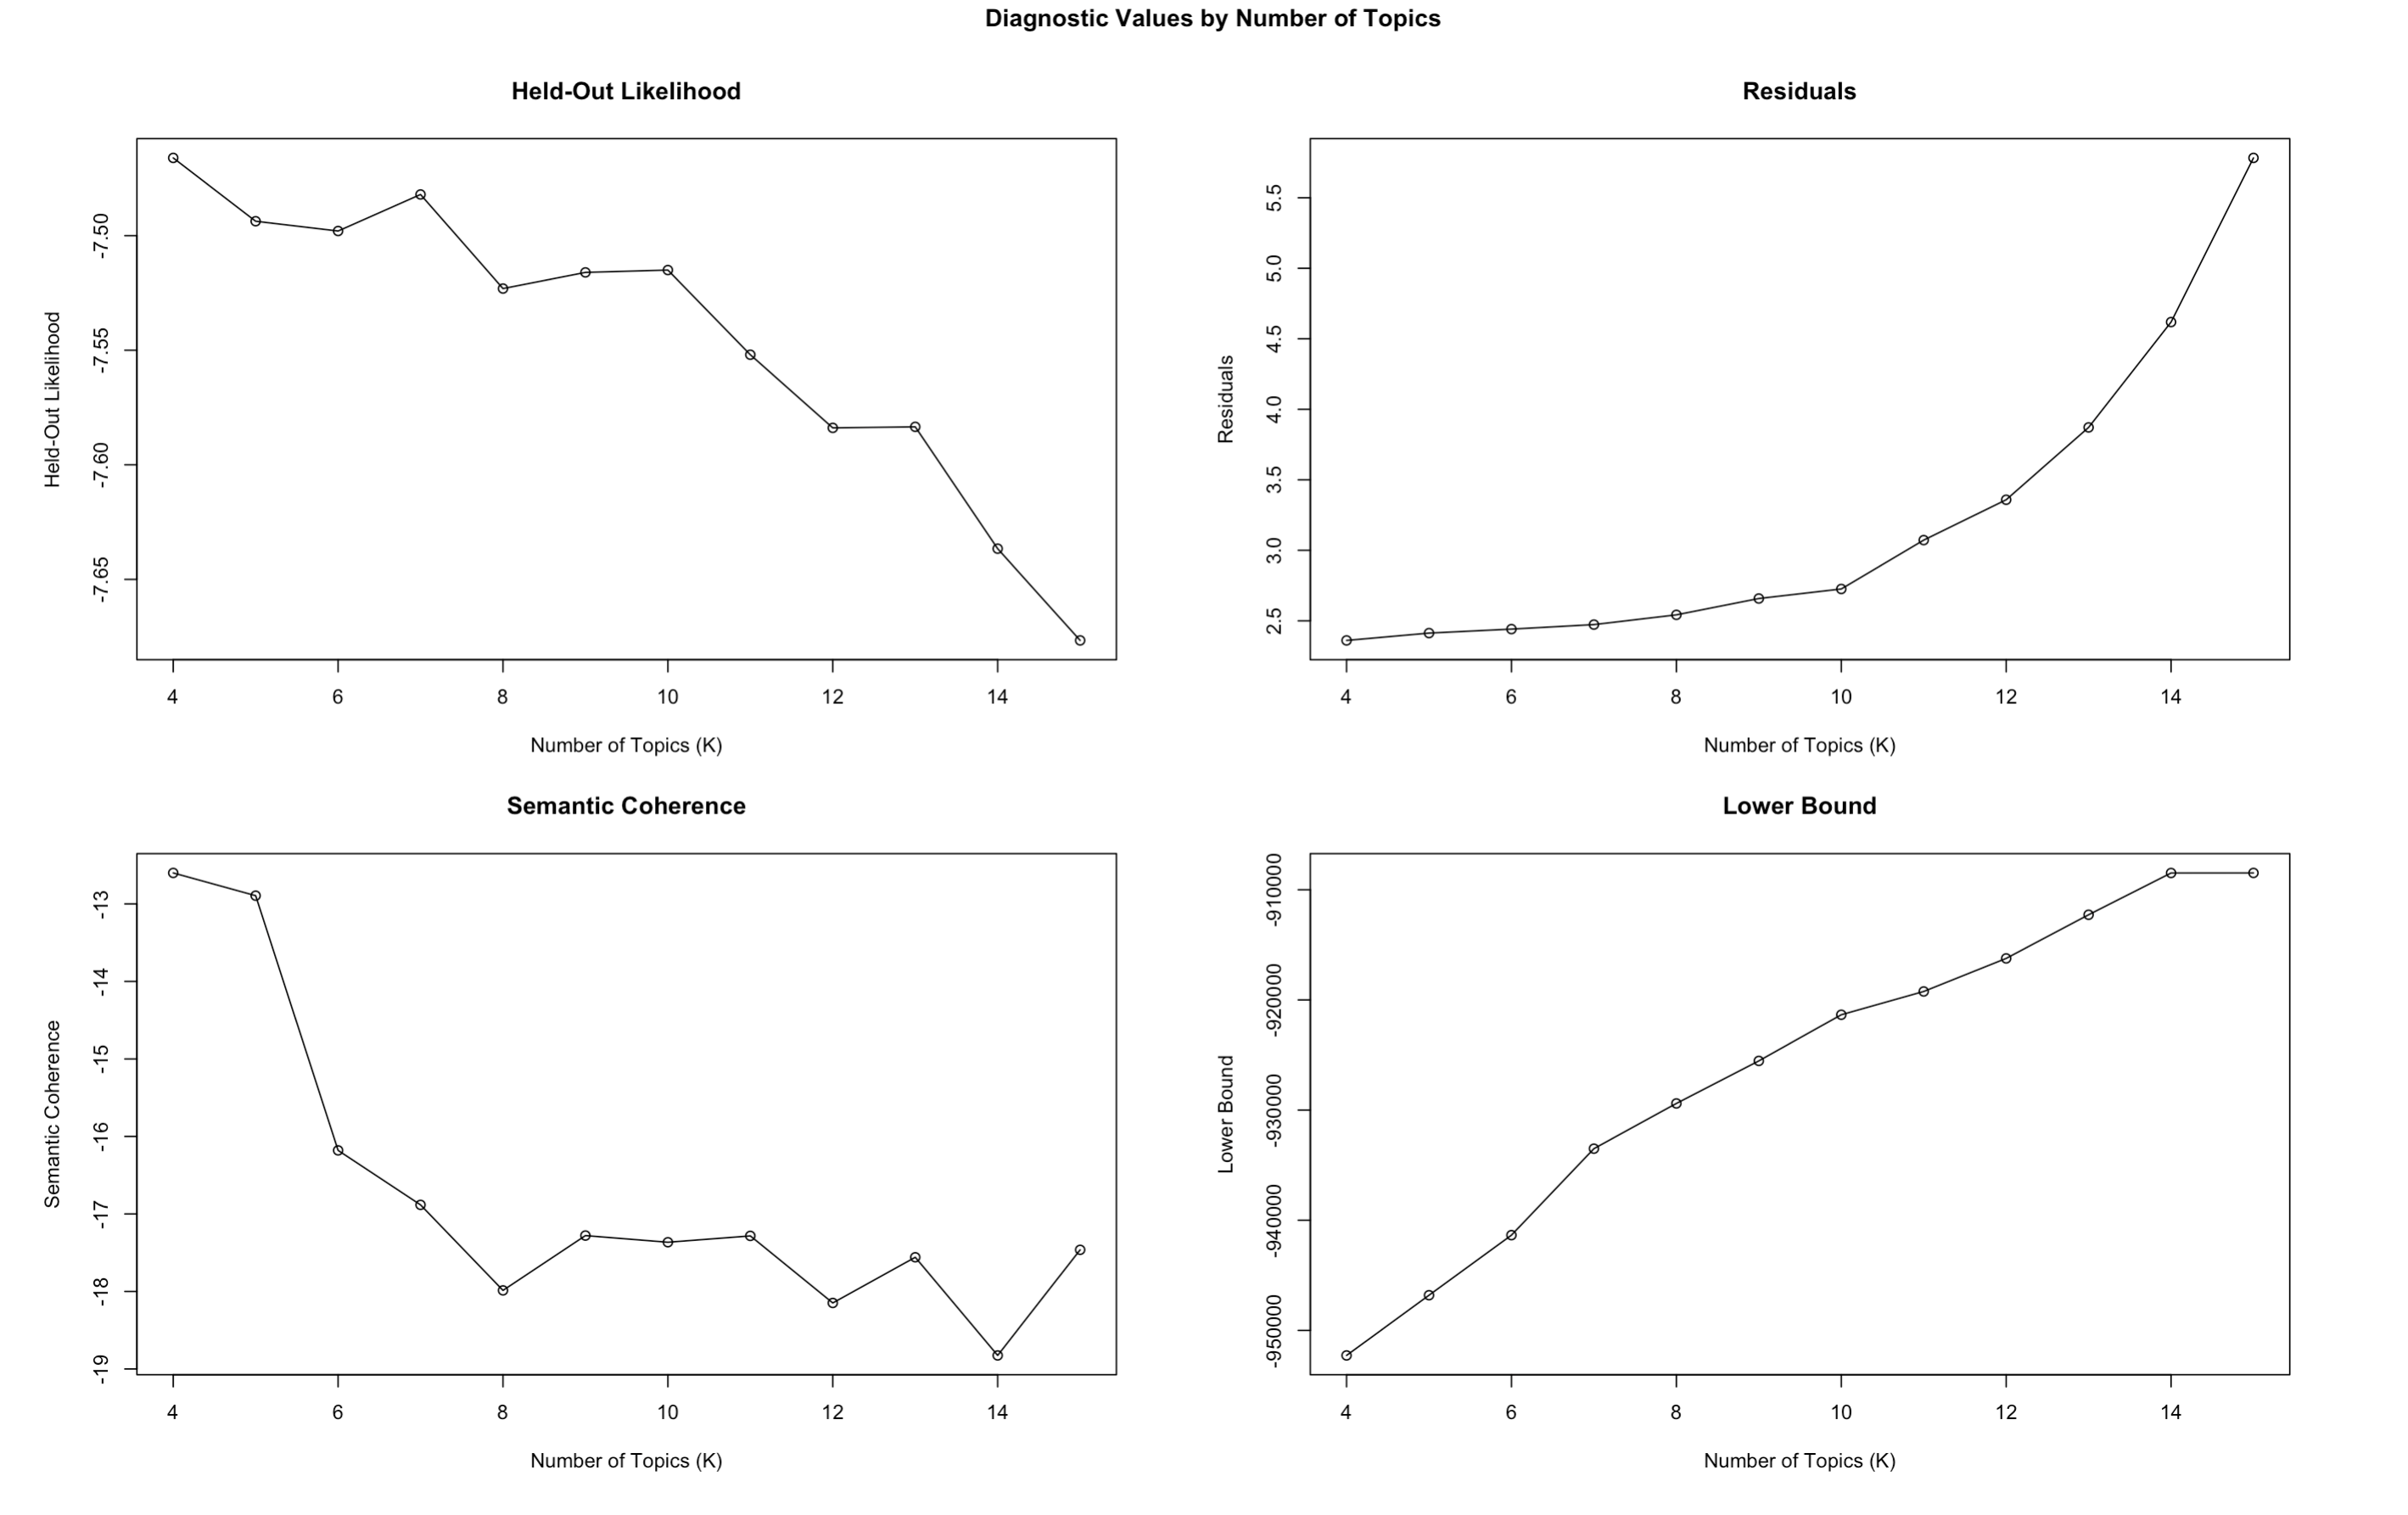 Diagnostic Values by Number of Topics
Held-Out Likelihood
Held-Out Likelihood
-7.50
-7.55
-7.60
-7.65
4 6 8 10 12 14
Number of Topics (K)
Residuals
Residuals
5.5
5.0
4.5
4.0
3.5
3.0
2.5
4 6 8 10 12 14
Number of Topics (K)
Semantic Coherence
Semantic Coherence
-13
-14
-15
-16
-17
-18
-19
4 6 8 10 12 14
Number of Topics (K)
Lower Bound
Lower Bound
-910000
-920000
-930000
-940000
-950000
4 6 8 10 12 14
Number of Topics (K)